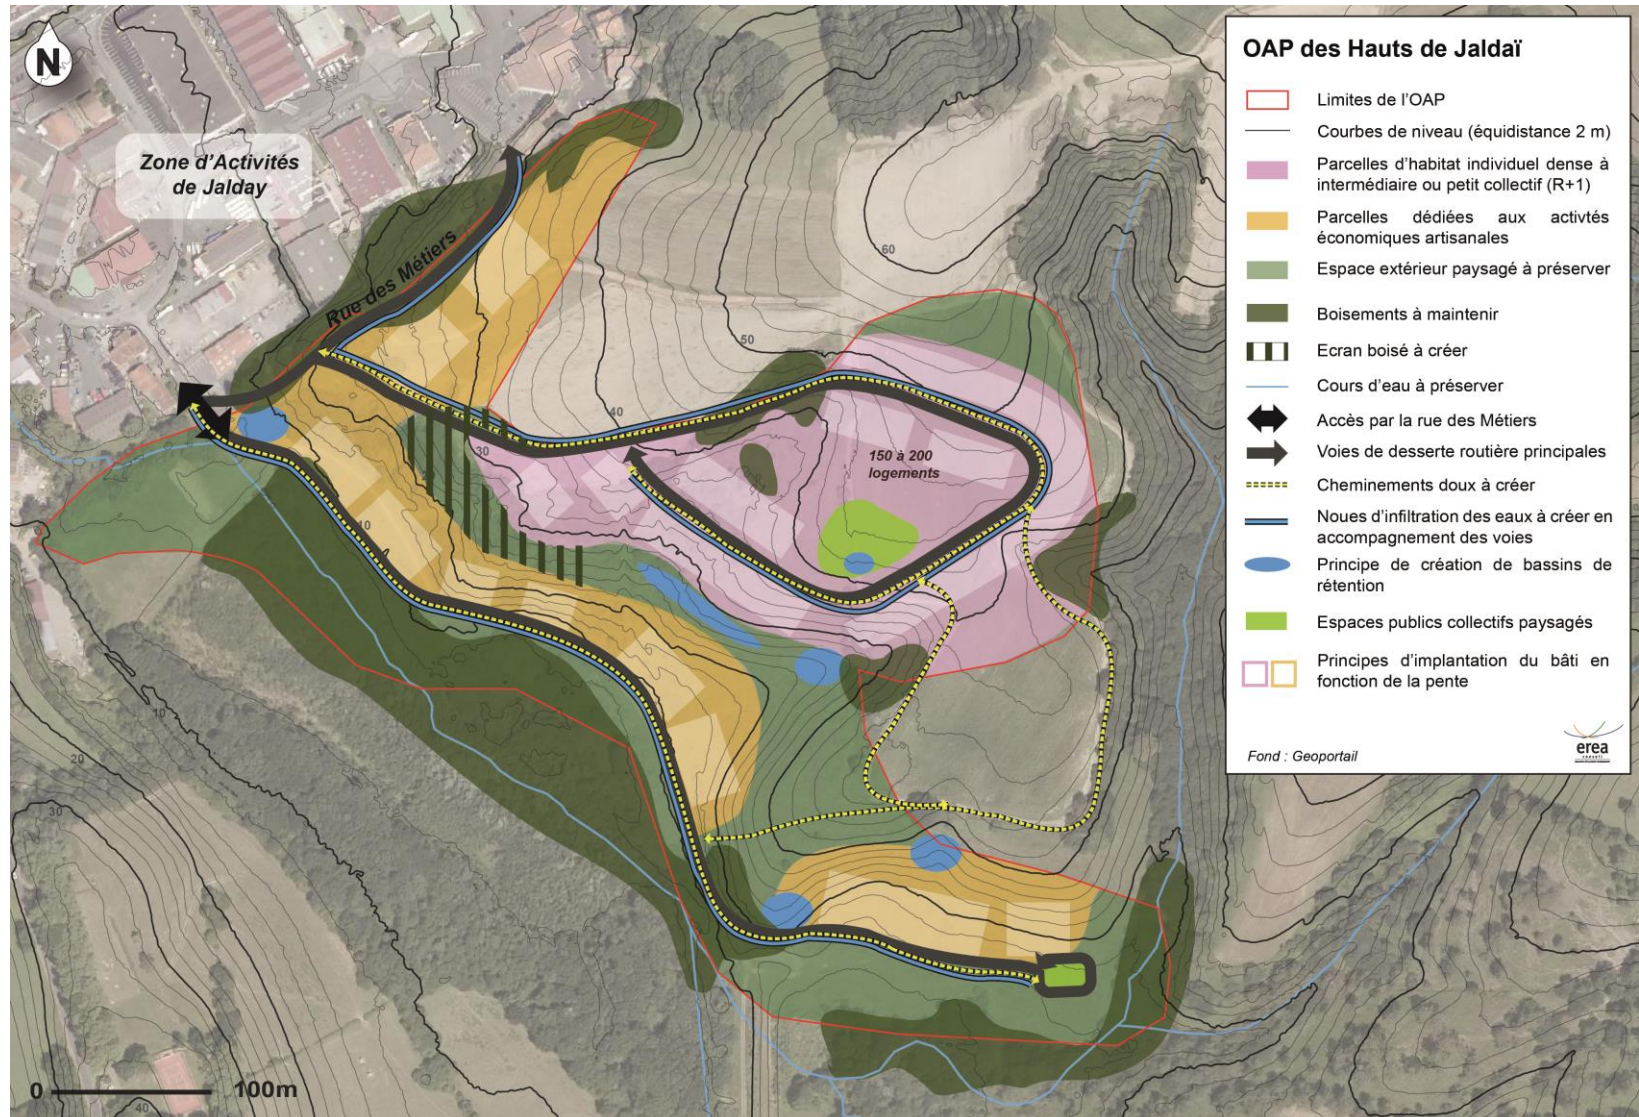 N
Zone d'Activités
de Jalday
Rue des Métiers
60
50
40
30
10
150 à 200
logements
10
20
30
40
0
100m
OAP des Hauts de Jaldaï
Limites de l'OAP
Courbes de niveau (équidistance 2 m)
Parcelles d'habitat individuel dense à
intermédiaire ou petit collectif (R+1)
Parcelles dédiées aux activtés
économiques artisanales
Espace extérieur paysagé à préserver
Boisements à maintenir
Ecran boisé à créer
Cours d'eau à préserver
Accès par la rue des Métiers
Voies de desserte routière principales
Cheminements doux à créer
Noues d'infiltration des eaux à créer en
accompagnement des voies
Principe de création de bassins de
rétention
Espaces publics collectifs paysagés
Principes d'implantation du bâti en
fonction de la pente
Fond : Geoportail
erea
conseil